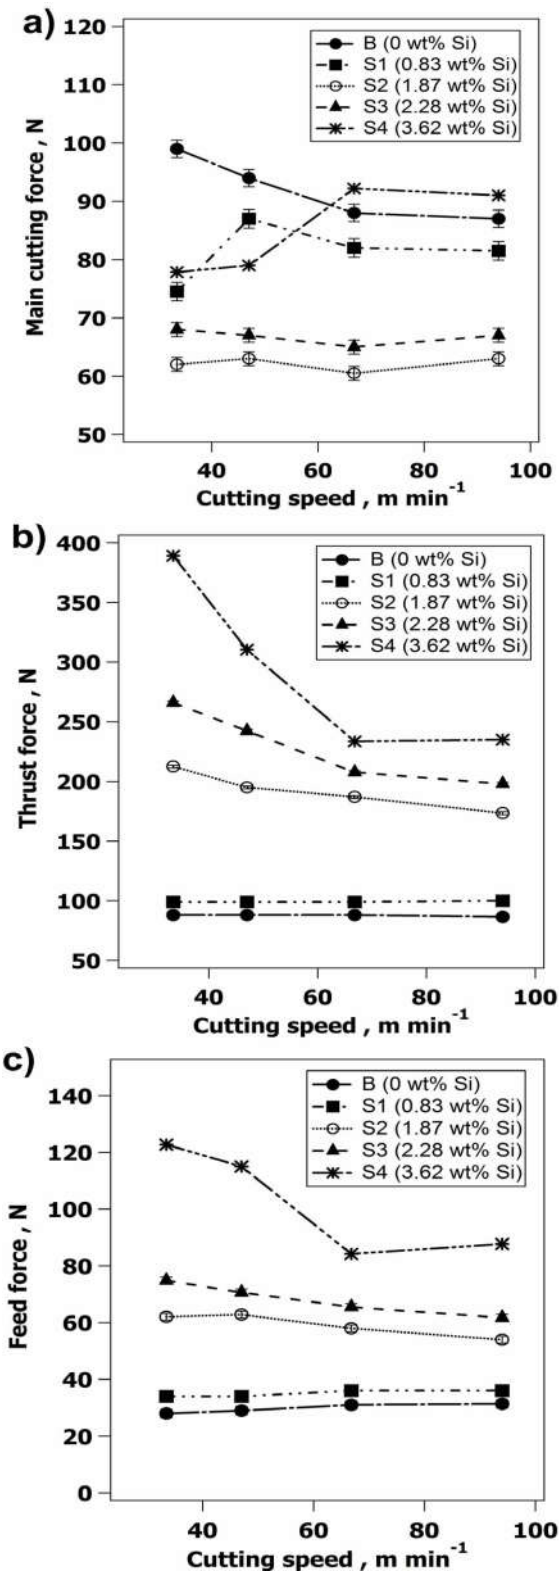 a)
120
110
100
90
80
70
60
50
Main cutting force , N
B (0 wt% Si)
S1 (0.83 wt% Si)
S2 (1.87 wt% Si)
S3 (2.28 wt% Si)
S4 (3.62 wt% Si)
40 60 80 100
Cutting speed , m min⁻¹
b)
400
350
300
250
200
150
100
50
Thrust force , N
B (0 wt% Si)
S1 (0.83 wt% Si)
S2 (1.87 wt% Si)
S3 (2.28 wt% Si)
S4 (3.62 wt% Si)
40 60 80 100
Cutting speed , m min⁻¹
c)
140
120
100
80
60
40
20
0
Feed force , N
B (0 wt% Si)
S1 (0.83 wt% Si)
S2 (1.87 wt% Si)
S3 (2.28 wt% Si)
S4 (3.62 wt% Si)
40 60 80 100
Cutting speed , m min⁻¹